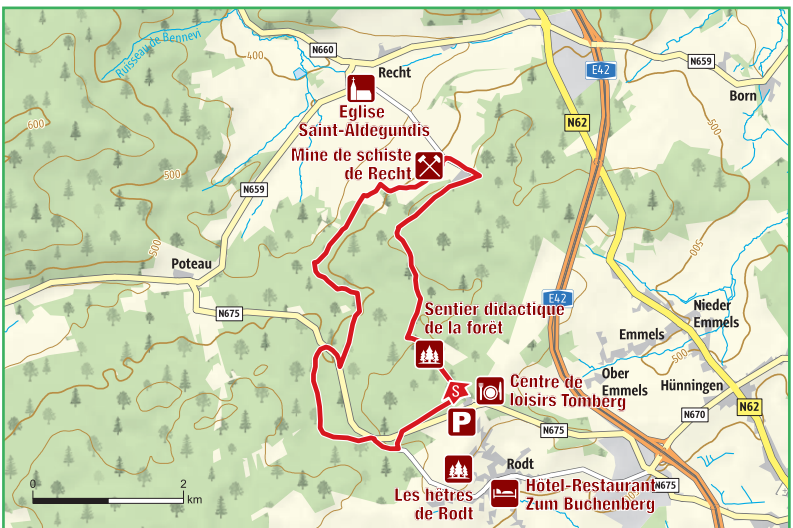 Ruisseau de Bennevi
400
N660
Recht
E42
N659
Born
Eglise
Saint-Aldegundis
N62
600
500
Mine de schiste
de Recht
500
N659
500
500
Poteau
N675
E42
Sentier didactique
de la forêt
Nieder
Emmels
Emmels
500
Ober
Emmels
Hünningen
S
Centre de
loisirs Tomberg
N62
N670
P
N675
Rodt
0
2
km
Les hêtres
de Rodt
Hôtel-Restaurant
Zum Buchenberg
N675
500